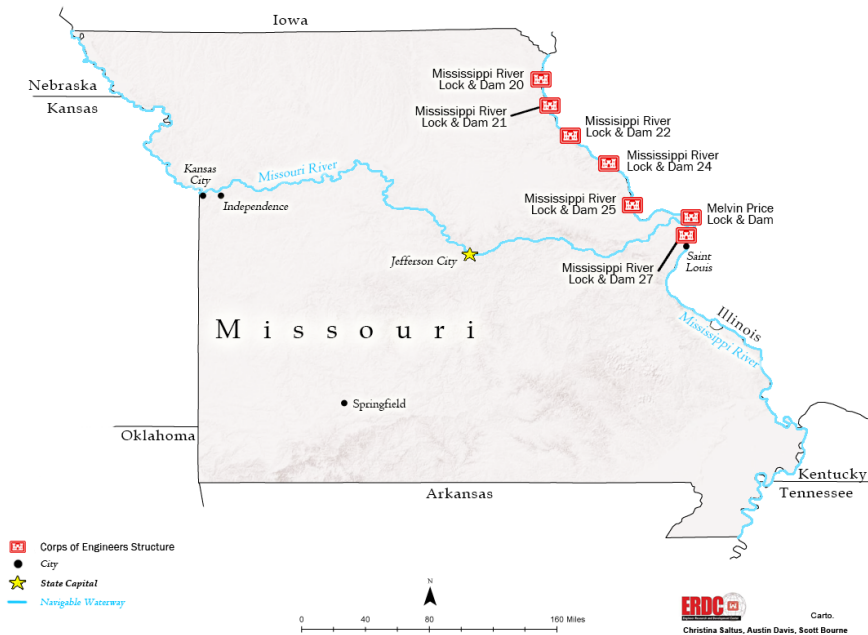 Iowa
Nebraska
Kansas
Mississippi River
Lock & Dam 20
Mississippi River
Lock & Dam 21
Missisippi River
Lock & Dam 22
Mississippi River
Lock & Dam 24
Mississippi River
Lock & Dam 25
Melvin Price
Lock & Dam
Mississippi River
Lock & Dam 27
Kansas
City
Independence
Missouri River
Jefferson City
Saint
Louis
Missouri
Illinois
Mississippi River
Springfield
Oklahoma
Arkansas
Kentucky
Tennessee
Corps of Engineers Structure
City
State Capital
Navigable Waterway
N
0 40 80 160 Miles
ERDC
Carto.
Christina Saltus, Austin Davis, Scott Bourne